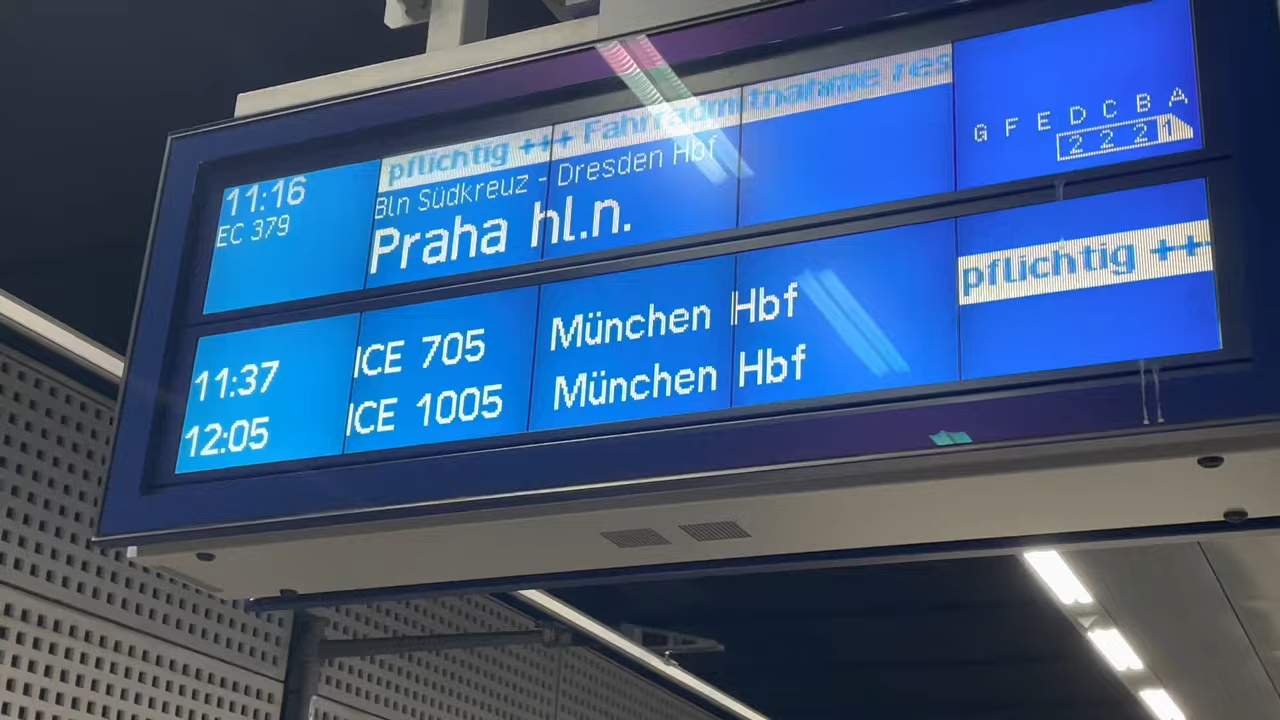 pflichtig +++ Fahrradmitnahme res
11:16
Bln Südkreuz - Dresden Hbf
EC 379
Praha hl.n.
G F E D C B A
2 2 2 1
pflichtig ++
11:37 ICE 705 München Hbf
12:05 ICE 1005 München Hbf